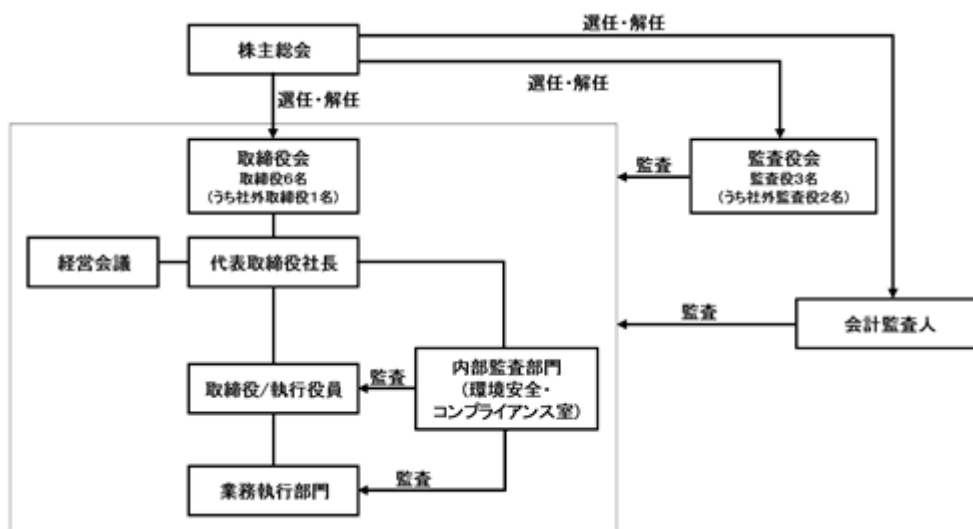 選任・解任
株主総会
選任・解任
選任・解任
取締役会
取締役6名
(うち社外取締役1名)
監査
監査役会
監査役3名
(うち社外監査役2名)
経営会議
代表取締役社長
監査
会計監査人
取締役/執行役員
監査
内部監査部門
(環境安全・
コンプライアンス室)
業務執行部門
監査